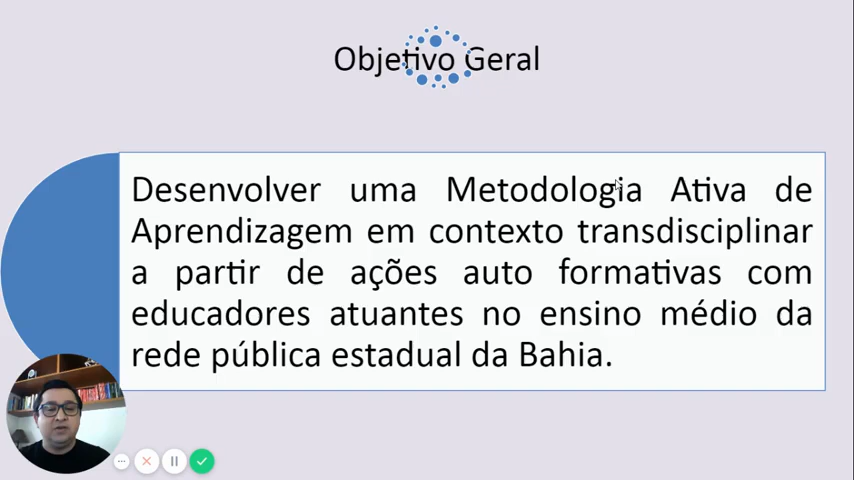 Objetivo Geral
Desenvolver uma Metodologia Ativa de
Aprendizagem em contexto transdisciplinar
a partir de ações auto formativas com
educadores atuantes no ensino médio da
rede pública estadual da Bahia.